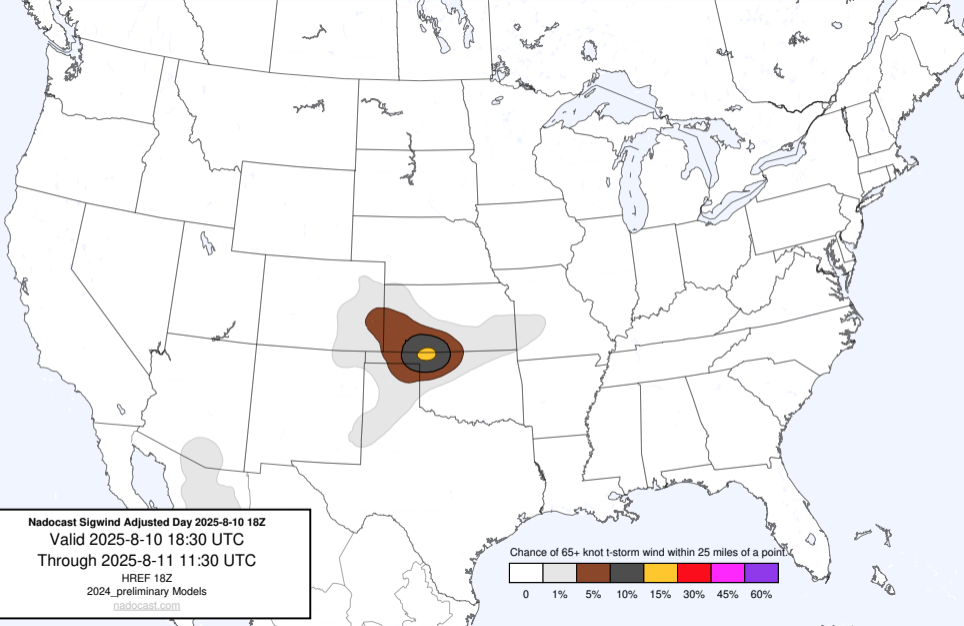 Nadocast Sigwind Adjusted Day 2025-8-10 18Z
Valid 2025-8-10 18:30 UTC
Through 2025-8-11 11:30 UTC
HREF 18Z
2024_preliminary Models
nadocast.com
Chance of 65+ knot t-storm wind within 25 miles of a point.
0 1% 5% 10% 15% 30% 45% 60%